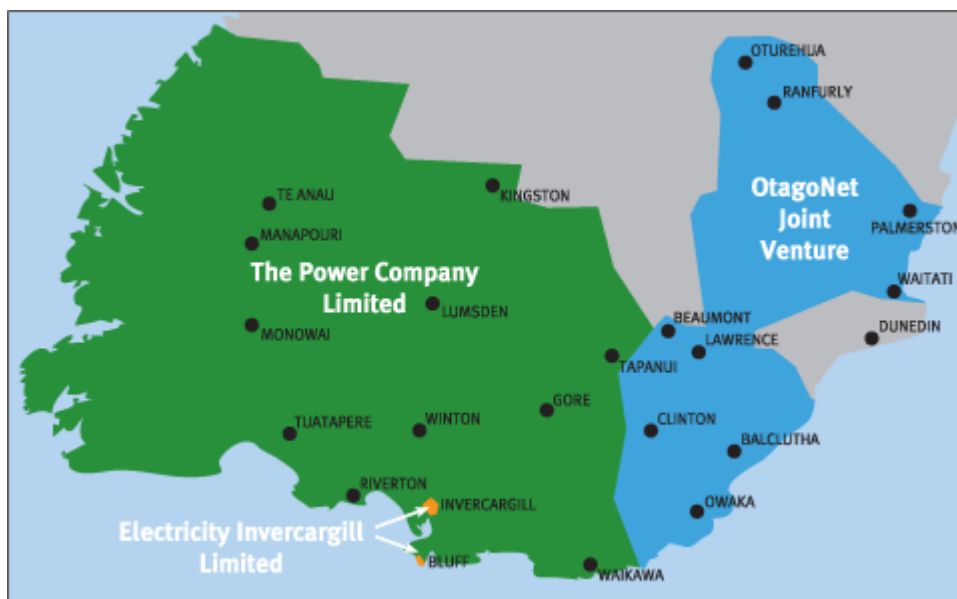 OTUREHUA
RANFURLY
OtagoNet
Joint
Venture
TE ANAU
KINGSTON
PALMERSTON
MANAPOURI
The Power Company
Limited
WAITATI
LUMSDEN
MONOWAI
BEAUMONT
DUNEDIN
LAWRENCE
TAPANUI
GORE
TUATAPERE
WINTON
CLINTON
BALCLUTHA
RIVERTON
INVERCARGILL
OWAKA
Electricity Invercargill
Limited
BLUFF
WAIKAWA